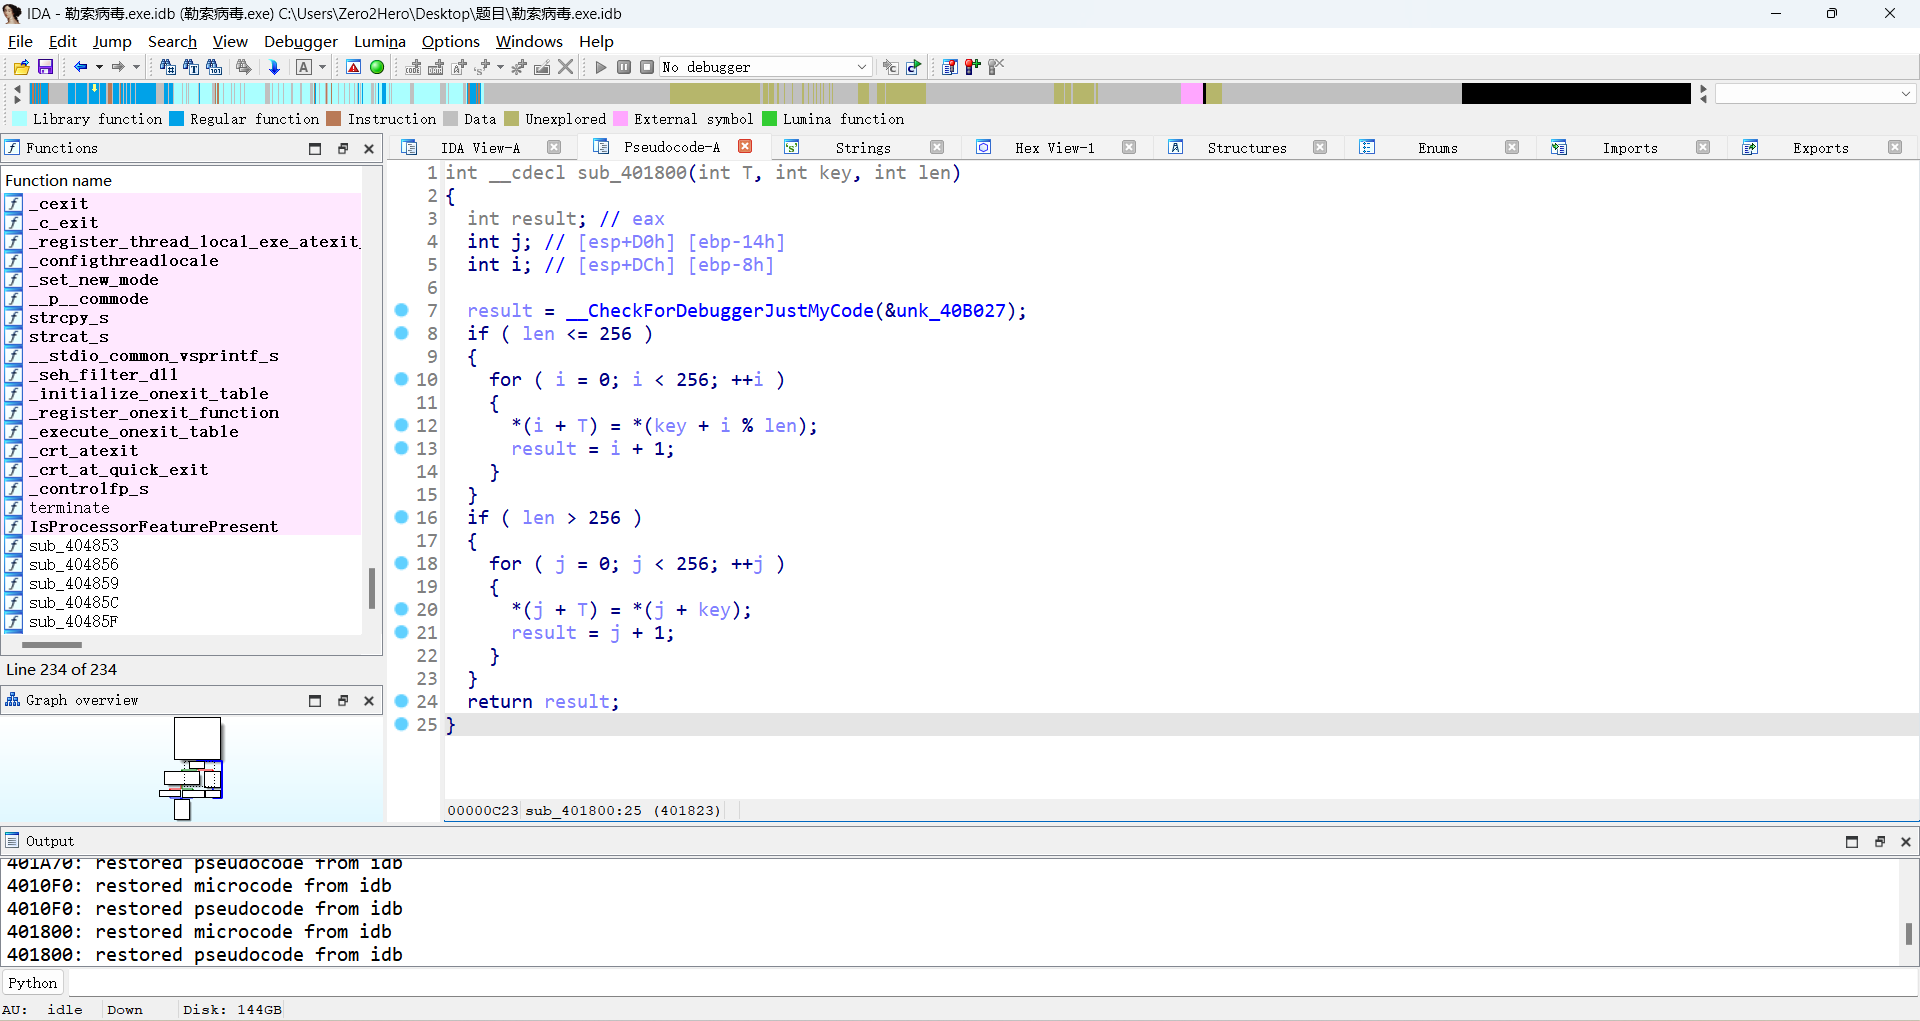 IDA - 勒索病毒.exe.idb (勒索病毒.exe) C:\Users\Zero2Hero\Desktop\题目\勒索病毒.exe.idb
File Edit Jump Search View Debugger Lumina Options Windows Help
No debugger
Library function Regular function Instruction Data Unexplored External symbol Lumina function
Functions
IDA View-A Pseudocode-A Strings Hex View-1 Structures Enums Imports Exports
Function name
_cexit
_c_exit
_register_thread_local_exe_atexit_
_configthreadlocale
_set_new_mode
__p__commode
strcpy_s
strcat_s
__stdio_common_vsprintf_s
_seh_filter_dll
_initialize_onexit_table
_register_onexit_function
_execute_onexit_table
_crt_atexit
_crt_at_quick_exit
_controlfp_s
terminate
IsProcessorFeaturePresent
sub_404853
sub_404856
sub_404859
sub_40485C
sub_40485F
Line 234 of 234
Graph overview
1 int __cdecl sub_401800(int T, int key, int len)
2 {
3 int result; // eax
4 int j; // [esp+D0h] [ebp-14h]
5 int i; // [esp+DCh] [ebp-8h]
6
7 result = __CheckForDebuggerJustMyCode(&unk_40B027);
8 if ( len <= 256 )
9 {
10 for ( i = 0; i < 256; ++i )
11 {
12 *(i + T) = *(key + i % len);
13 result = i + 1;
14 }
15 }
16 if ( len > 256 )
17 {
18 for ( j = 0; j < 256; ++j )
19 {
20 *(j + T) = *(j + key);
21 result = j + 1;
22 }
23 }
24 return result;
25 }
00000C23 sub_401800:25 (401823)
Output
401A70: restored pseudocode from idb
4010F0: restored microcode from idb
4010F0: restored pseudocode from idb
401800: restored microcode from idb
401800: restored pseudocode from idb
Python
AU: idle Down Disk: 144GB